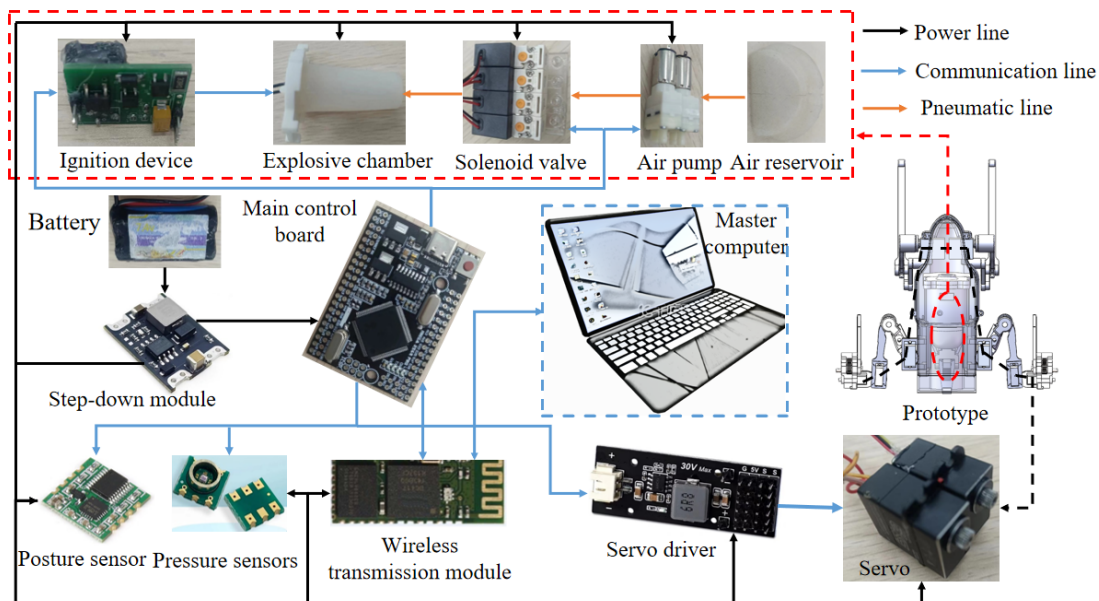 Power line
Communication line
Pneumatic line
Ignition device
Explosive chamber
Solenoid valve
Air pump
Air reservoir
Battery
Main control
board
Master
computer
Step-down module
Prototype
30V Max
G 5V S S
6R8
Posture sensor
Pressure sensors
Wireless
transmission module
Servo driver
Servo